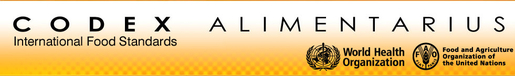 CODEX ALIMENTARIUS
International Food Standards
World Health
Organization
Food and Agriculture
Organization of
the United Nations